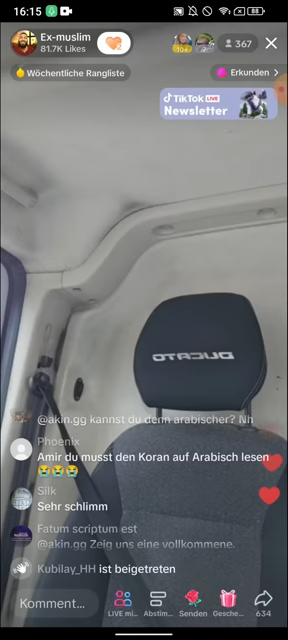 16:15
88
Ex-muslim
81.7K Likes
367
Wöchentliche Rangliste
Erkunden
TikTok LIVE
Newsletter
DUCATO
@akin.gg kannst du denn arabischer? Nh
Phoenix
Amir du musst den Koran auf Arabisch lesen
😭😭😭
Silk
Sehr schlimm
Fatum scriptum est
@akin.gg Zeig uns eine vollkommene.
Kubilay_HH ist beigetreten
Komment...
LIVE mi...
Abstim...
Senden
Gesche...
634